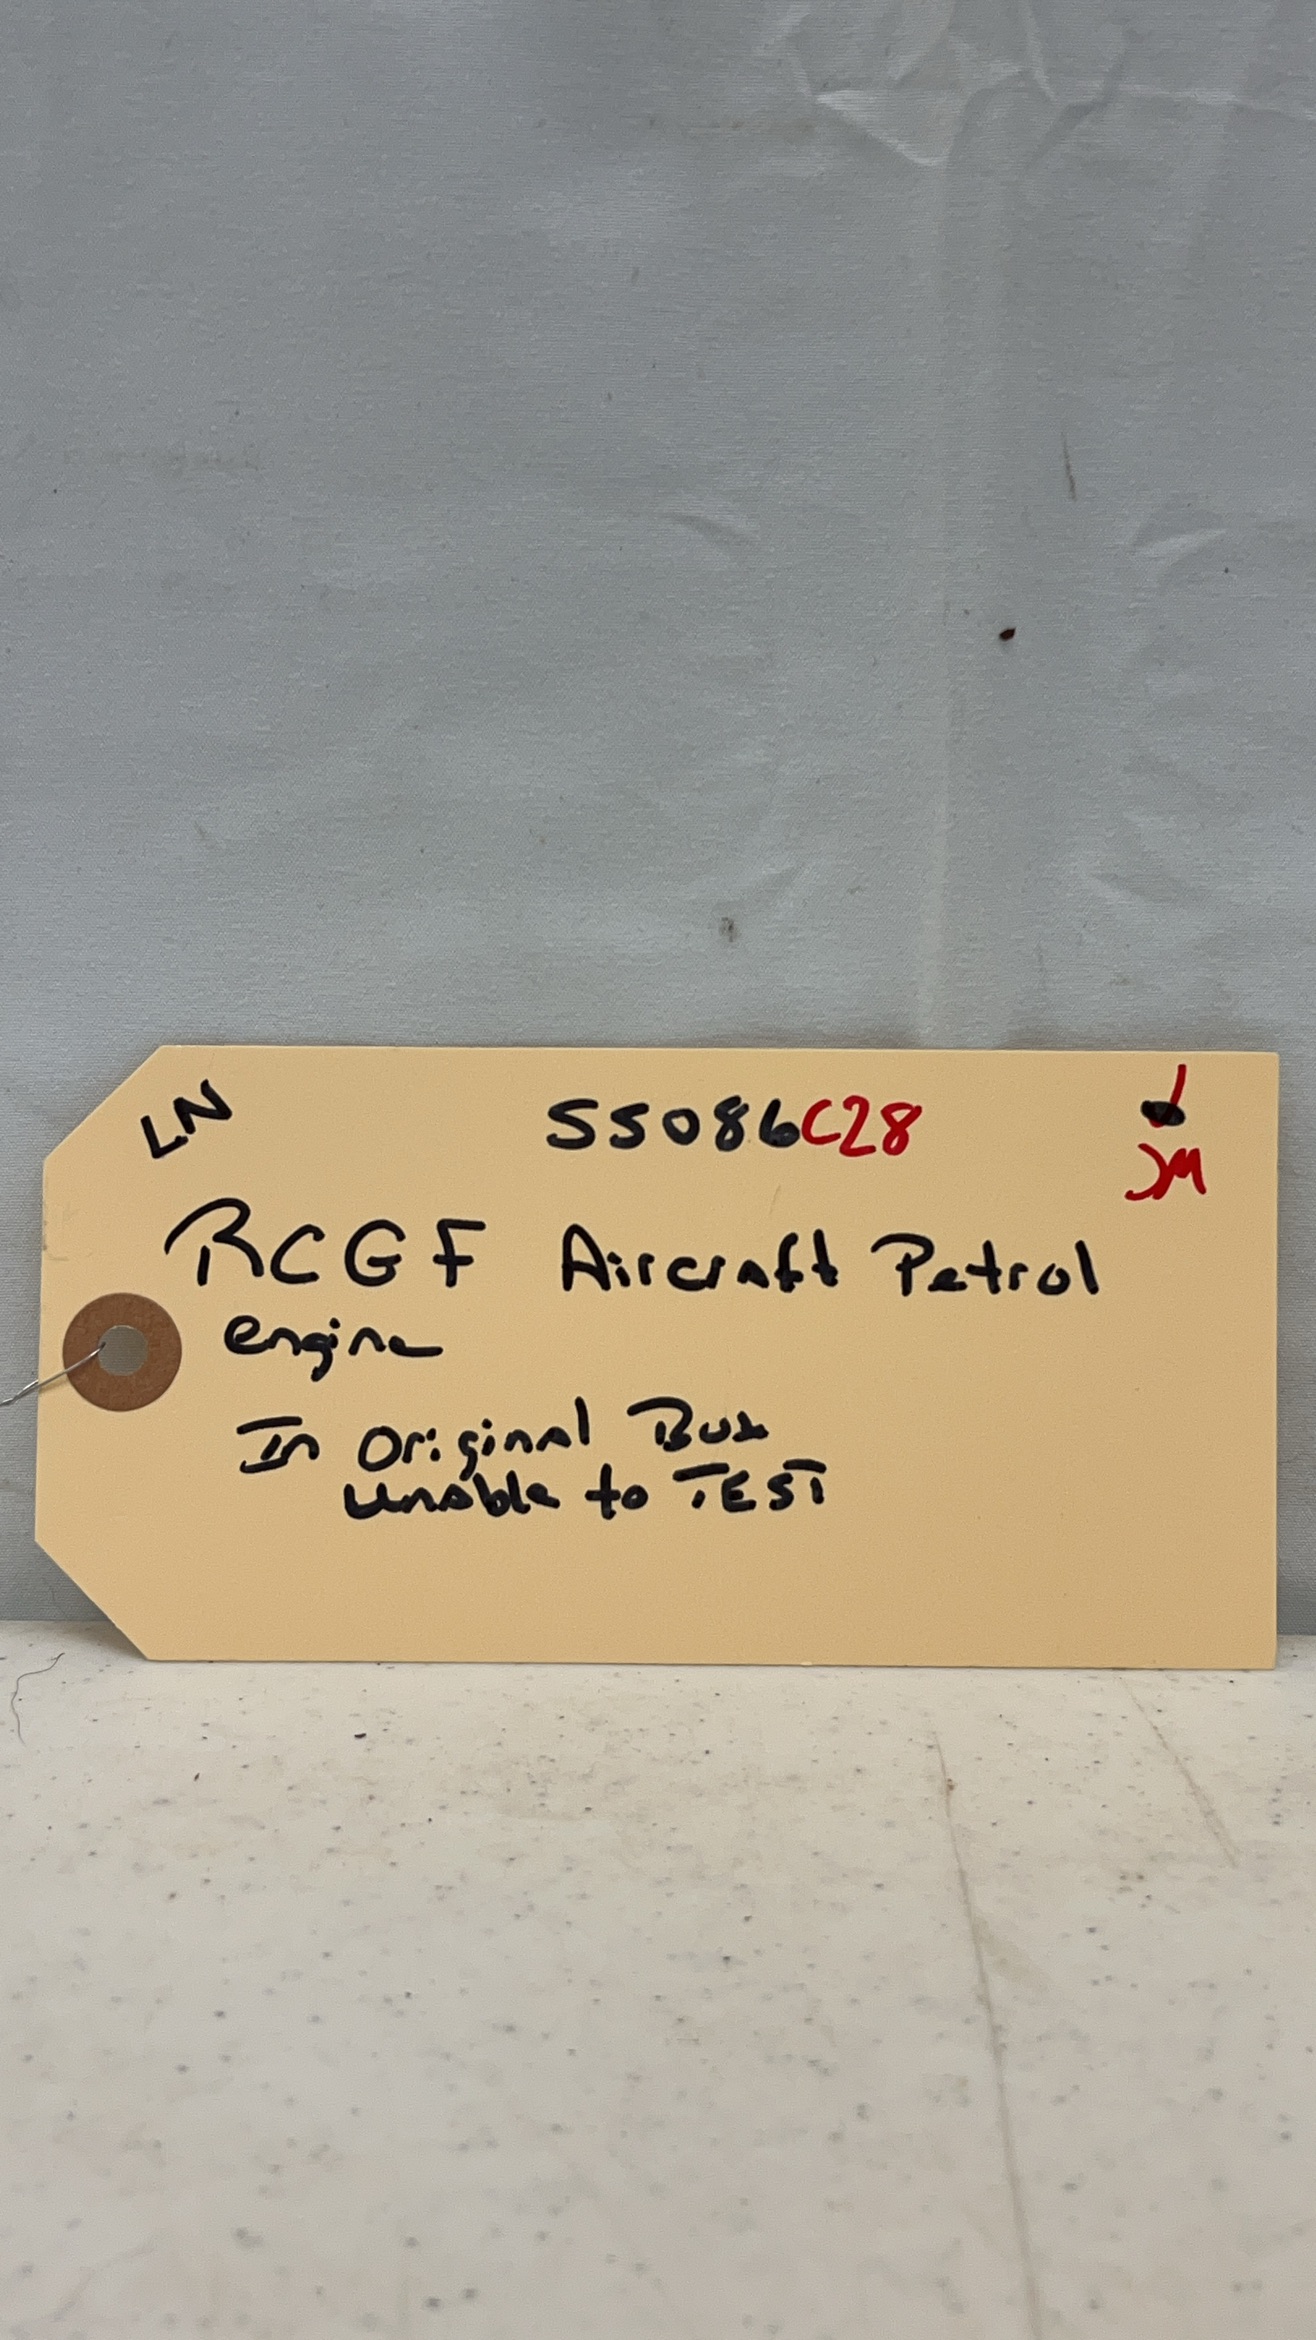 LN
55086C28
JM
RCGF Aircraft Petrol
engine
In Original Box
Unable to TEST